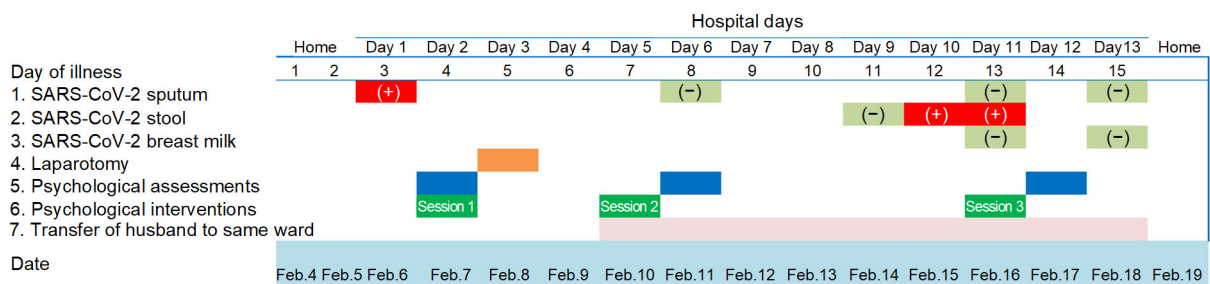 Hospital days
Home Day 1 Day 2 Day 3 Day 4 Day 5 Day 6 Day 7 Day 8 Day 9 Day 10 Day 11 Day 12 Day13 Home
Day of illness 1 2 3 4 5 6 7 8 9 10 11 12 13 14 15
1. SARS-CoV-2 sputum (+) (−) (−) (−)
2. SARS-CoV-2 stool (−) (+) (+)
3. SARS-CoV-2 breast milk (−) (−)
4. Laparotomy
5. Psychological assessments
6. Psychological interventions Session 1 Session 2 Session 3
7. Transfer of husband to same ward
Date Feb.4 Feb.5 Feb.6 Feb.7 Feb.8 Feb.9 Feb.10 Feb.11 Feb.12 Feb.13 Feb.14 Feb.15 Feb.16 Feb.17 Feb.18 Feb.19